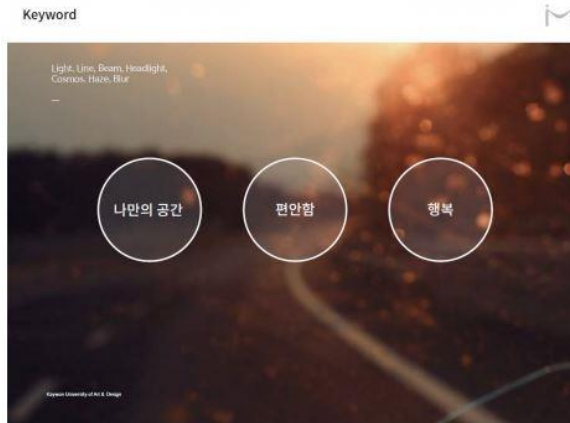 Keyword
Light, Line, Beam, Headlight,
Cosmos, Haze, Blur
나만의 공간
편안함
행복
Kaywon University of Art & Design